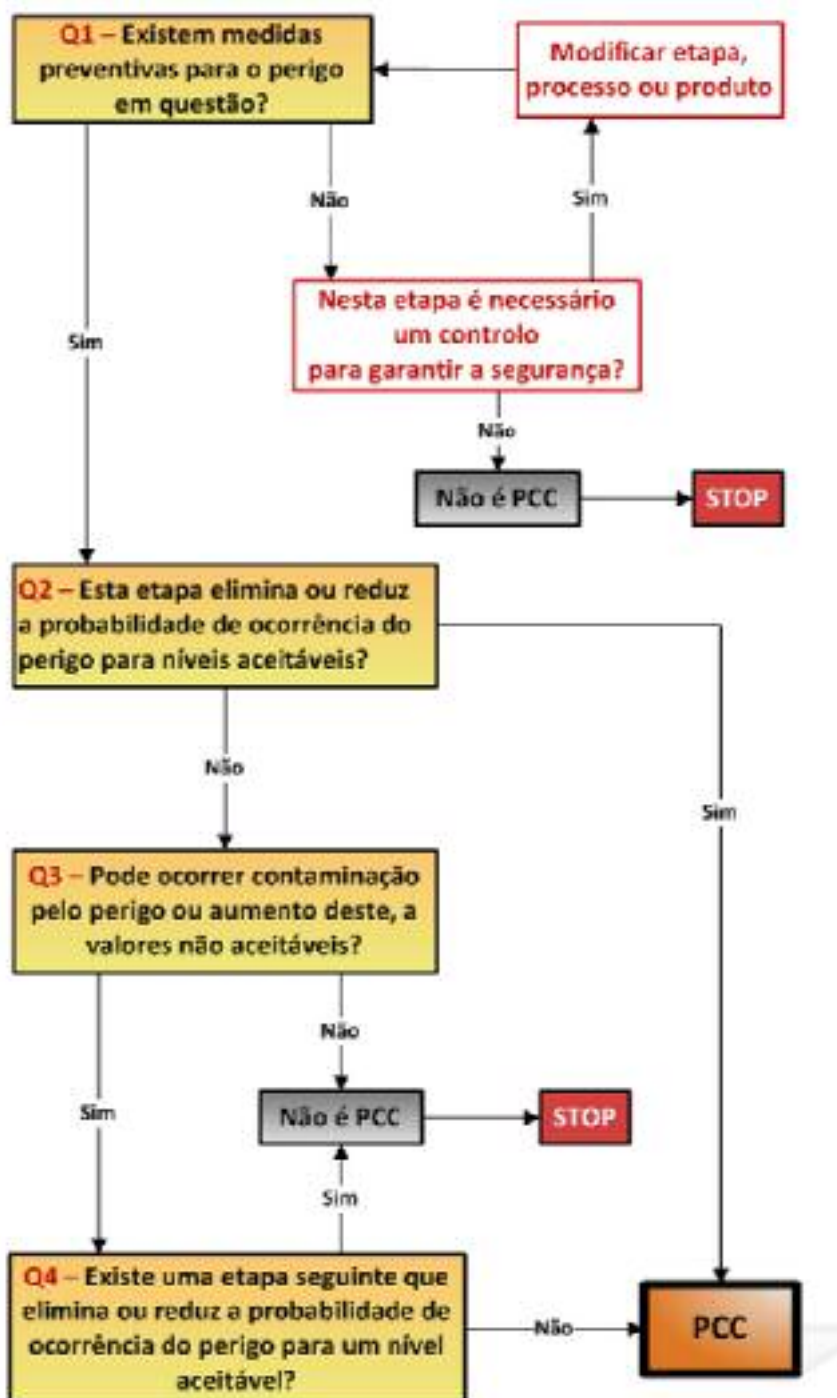 Q1 – Existem medidas
preventivas para o perigo
em questão?
Modificar etapa,
processo ou produto
Não
Sim
Nesta etapa é necessário
um controlo
para garantir a segurança?
Sim
Não
Não é PCC
STOP
Q2 – Esta etapa elimina ou reduz
a probabilidade de ocorrência do
perigo para níveis aceitáveis?
Não
Sim
Q3 – Pode ocorrer contaminação
pelo perigo ou aumento deste, a
valores não aceitáveis?
Não
Sim
Não é PCC
STOP
Sim
Q4 – Existe uma etapa seguinte que
elimina ou reduz a probabilidade de
ocorrência do perigo para um nível
aceitável?
Não
PCC